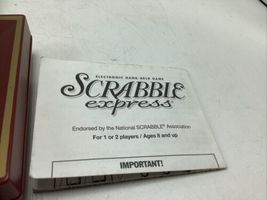 ELECTRONIC HAND-HELD GAME
SCRABBLE
express™
Endorsed by the National SCRABBLE® Association
For 1 or 2 players / Ages 8 and up
IMPORTANT!